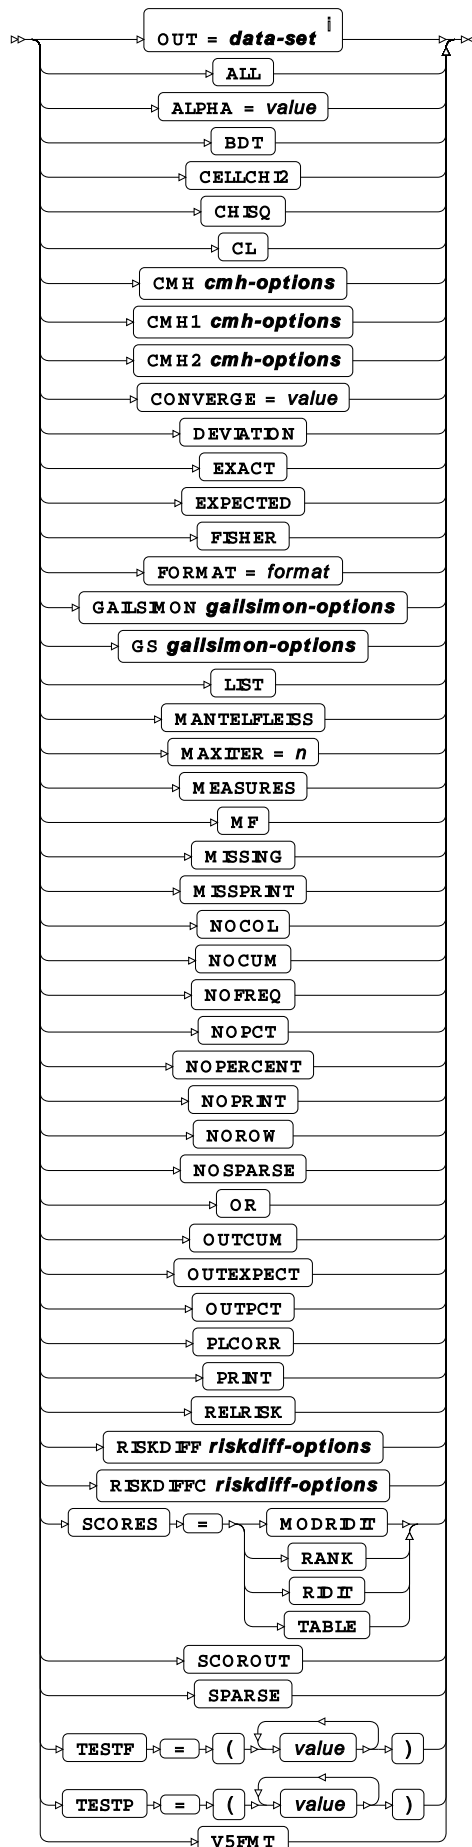 OUT = data-set i
ALL
ALPHA = value
BDT
CELLCHI2
CHISQ
CL
CMH cmh-options
CMH1 cmh-options
CMH2 cmh-options
CONVERGE = value
DEVIATION
EXACT
EXPECTED
FISHER
FORMAT = format
GAILSIMON gailsimon-options
GS gailsimon-options
LIST
MANTELFLEISS
MAXITER = n
MEASURES
MF
MISSING
MISSPRINT
NOCOL
NOCUM
NOFREQ
NOPCT
NOPERCENT
NOPRINT
NOROW
NOSPARSE
OR
OUTCUM
OUTEXPECT
OUTPCT
PLCORR
PRINT
RELRISK
RISKDIFF riskdiff-options
RISKDIFFC riskdiff-options
SCORES = MODRIDIT
RANK
RIDIT
TABLE
SCOROUT
SPARSE
TESTF = ( value )
TESTP = ( value )
V5FMT